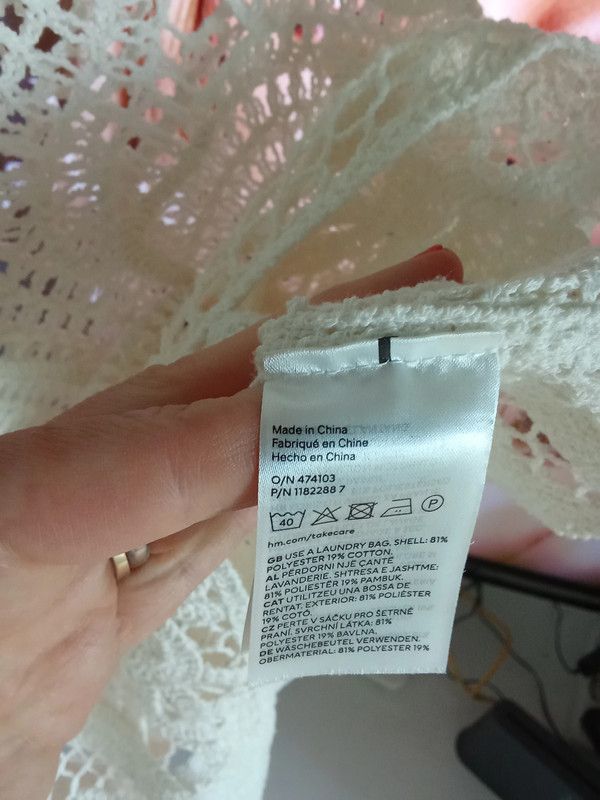 Made in China
Fabriqué en Chine
Hecho en China
O/N 474103
P/N 1182288 7
40 P
hm.com/takecare
GB USE A LAUNDRY BAG. SHELL: 81%
POLYESTER 19% COTTON.
AL PËRDORNI NJË ÇANTË
LAVANDERIE. SHTRESA E JASHTME:
81% POLIESTËR 19% PAMBUK.
CAT UTILITZEU UNA BOSSA DE
RENTAT. EXTERIOR: 81% POLIÈSTER
19% COTÓ.
CZ PERTE V SÁČKU PRO ŠETRNÉ
PRANÍ. SVRCHNÍ LÁTKA: 81%
POLYESTER 19% BAVLNA.
DE WÄSCHEBEUTEL VERWENDEN.
OBERMATERIAL: 81% POLYESTER 19%